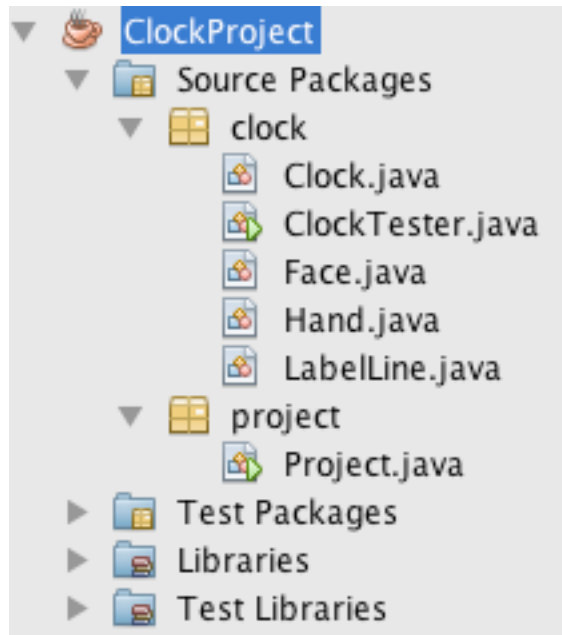 ClockProject
Source Packages
clock
Clock.java
ClockTester.java
Face.java
Hand.java
LabelLine.java
project
Project.java
Test Packages
Libraries
Test Libraries